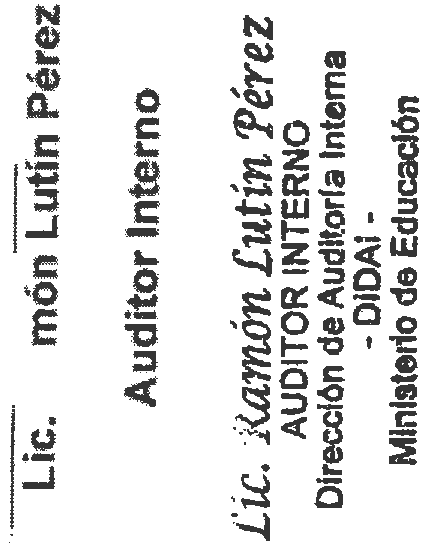 Lic. món Lutín Pérez
Auditor Interno
Lic. Ramón Lutín Pérez
AUDITOR INTERNO
Dirección de Auditoría Interna
- DIDAI -
Ministerio de Educación